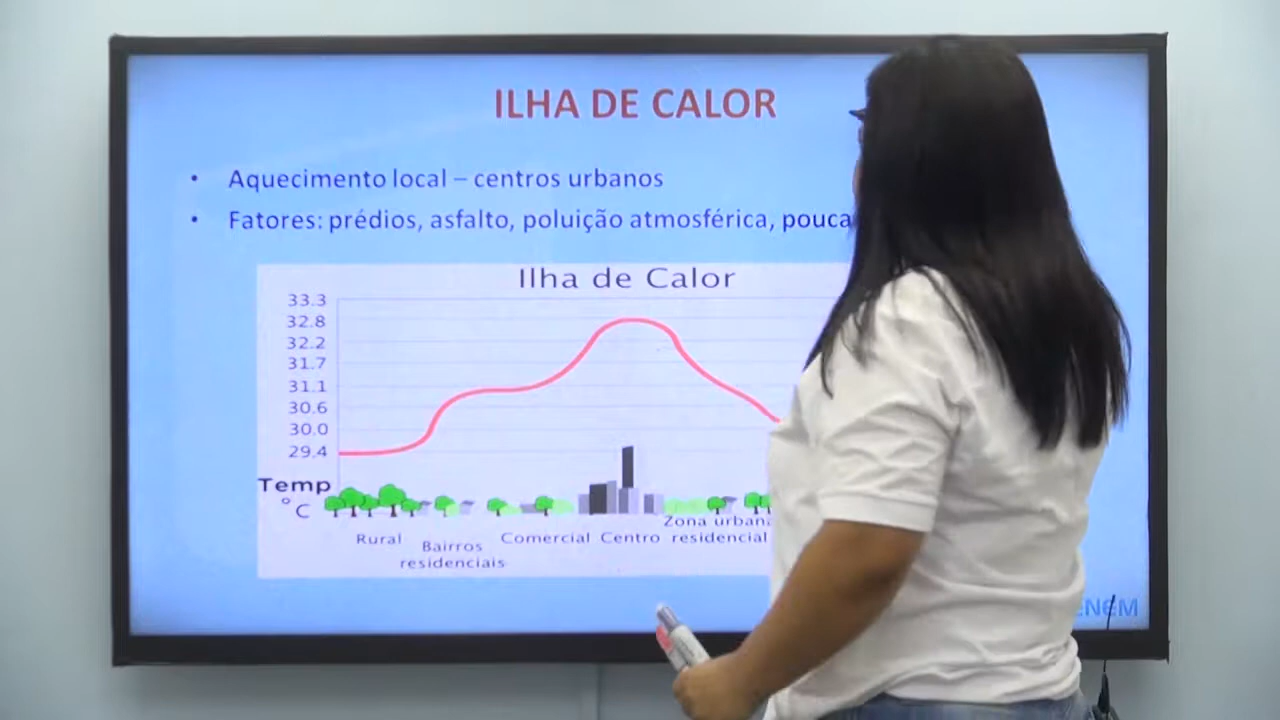 ILHA DE CALOR
• Aquecimento local – centros urbanos
• Fatores: prédios, asfalto, poluição atmosférica, pouca
Ilha de Calor
33.3
32.8
32.2
31.7
31.1
30.6
30.0
29.4
Temp
°C
Rural
Bairros
residenciais
Comercial
Centro
Zona urbana
residencial